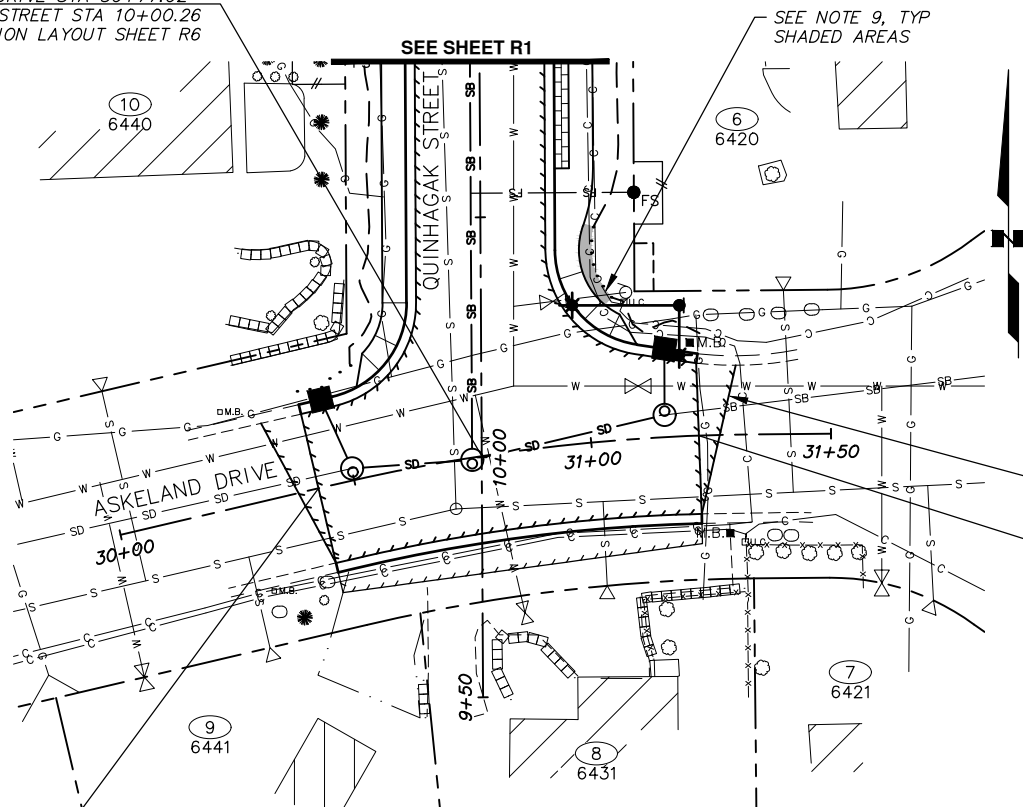 STREET STA 10+00.26
ION LAYOUT SHEET R6
SEE SHEET R1
SEE NOTE 9, TYP
SHADED AREAS
10
6440
QUINHAGAK STREET
6
6420
FS
M.B.
M.B.
ASKELAND DRIVE
30+00
10+00
31+00
31+50
M.B.
M.B.
9+50
9
6441
8
6431
7
6421
G
S
W
C
SB
SD